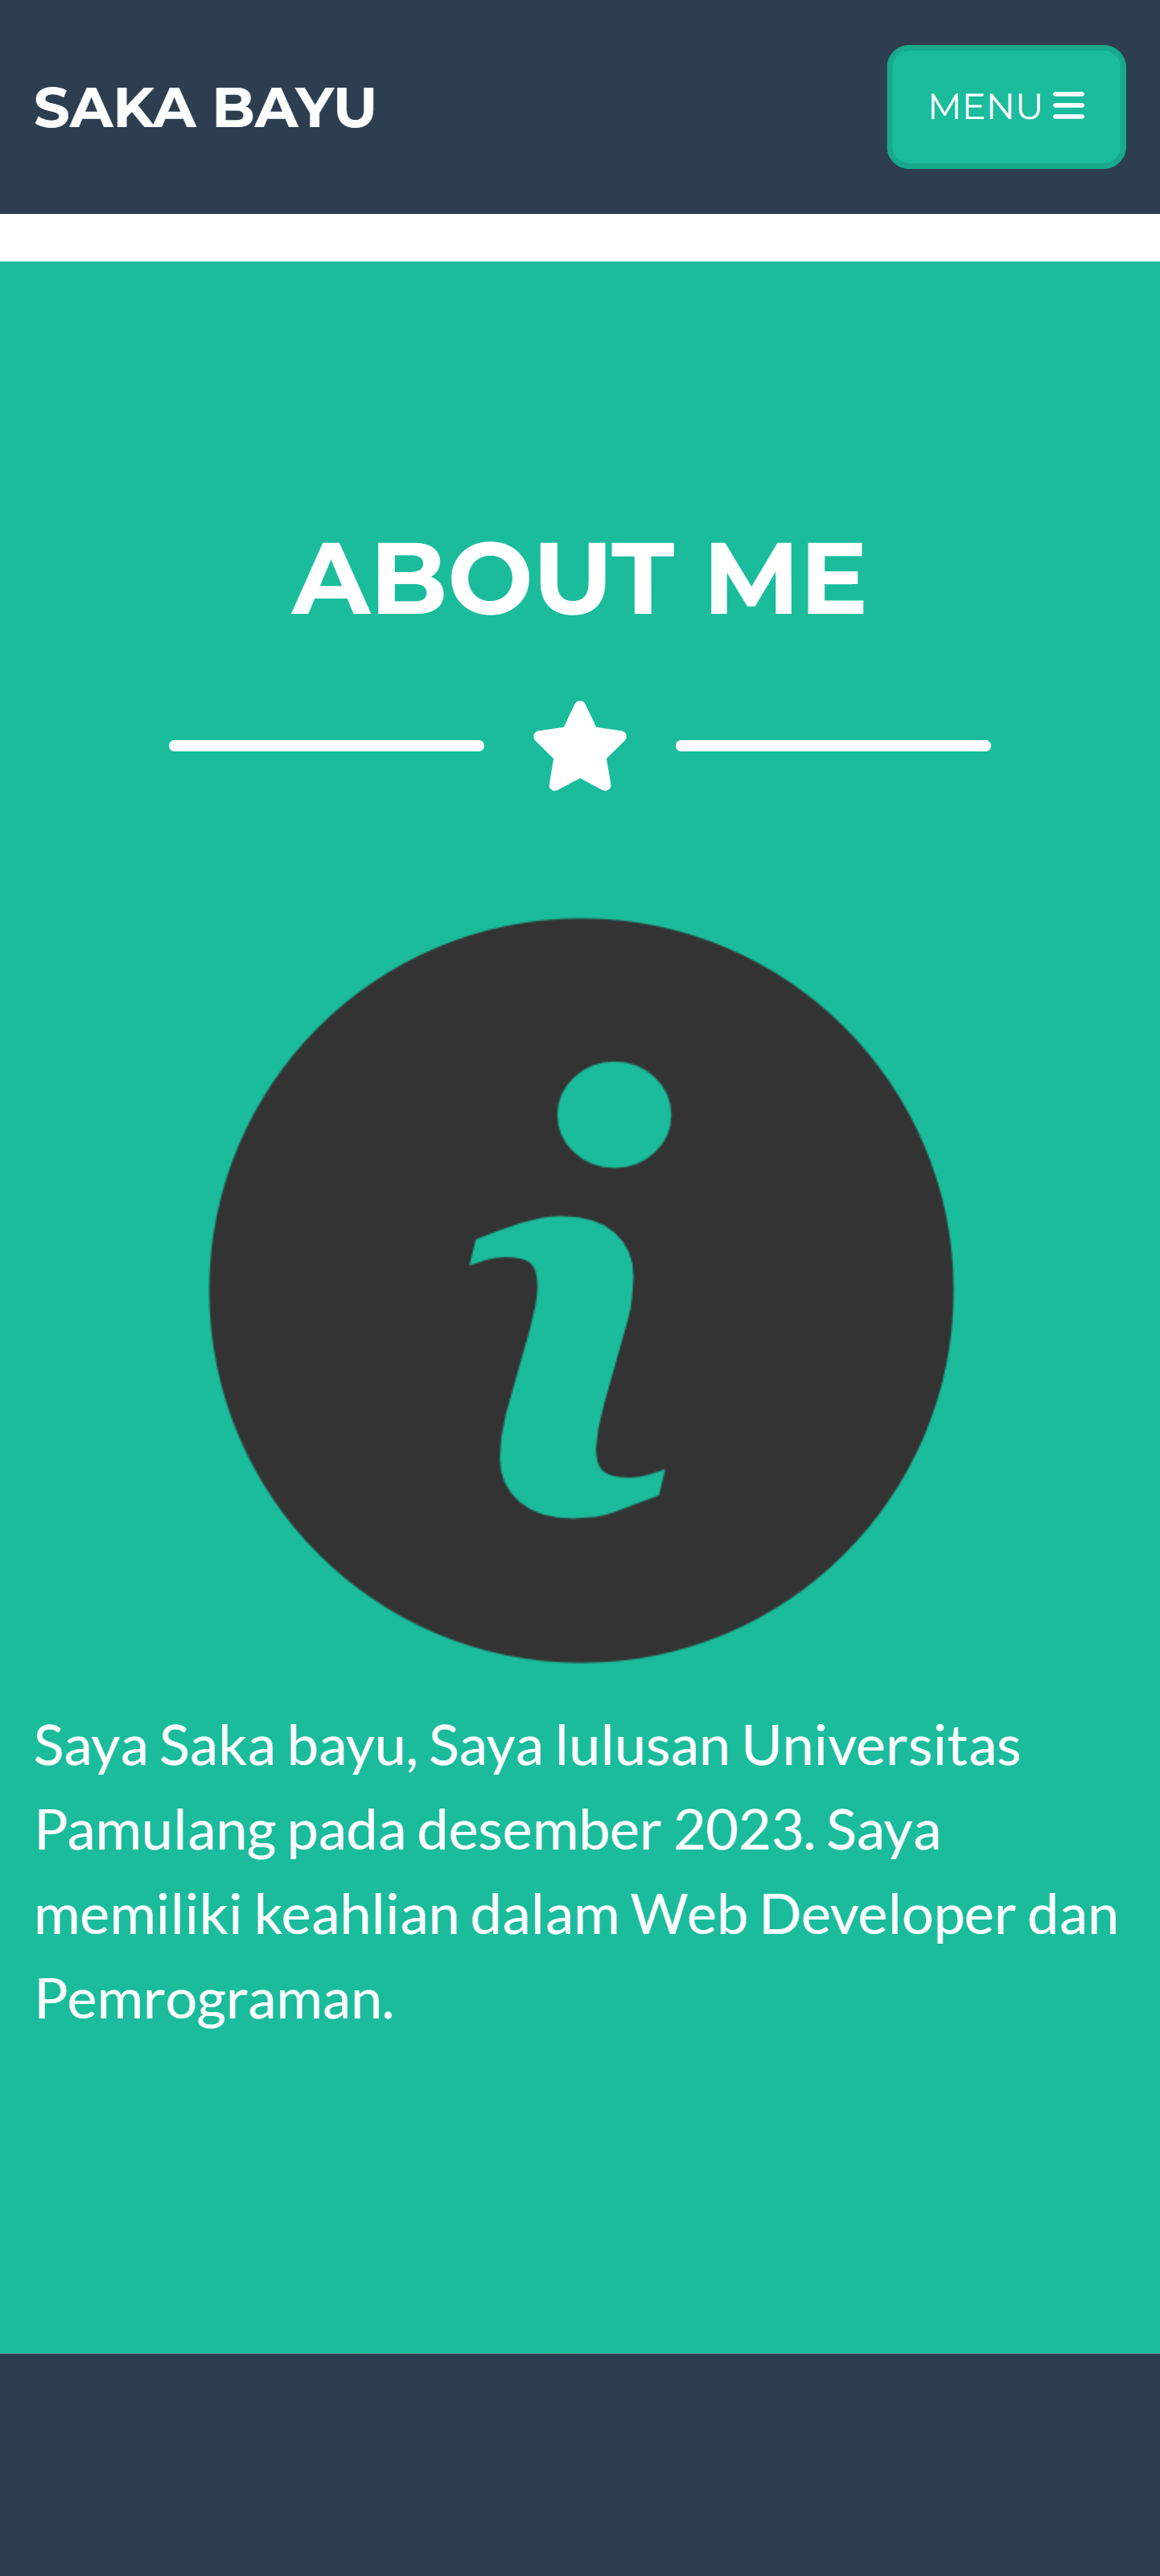 SAKA BAYU
MENU
ABOUT ME
i
Saya Saka bayu, Saya lulusan Universitas
Pamulang pada desember 2023. Saya
memiliki keahlian dalam Web Developer dan
Pemrograman.